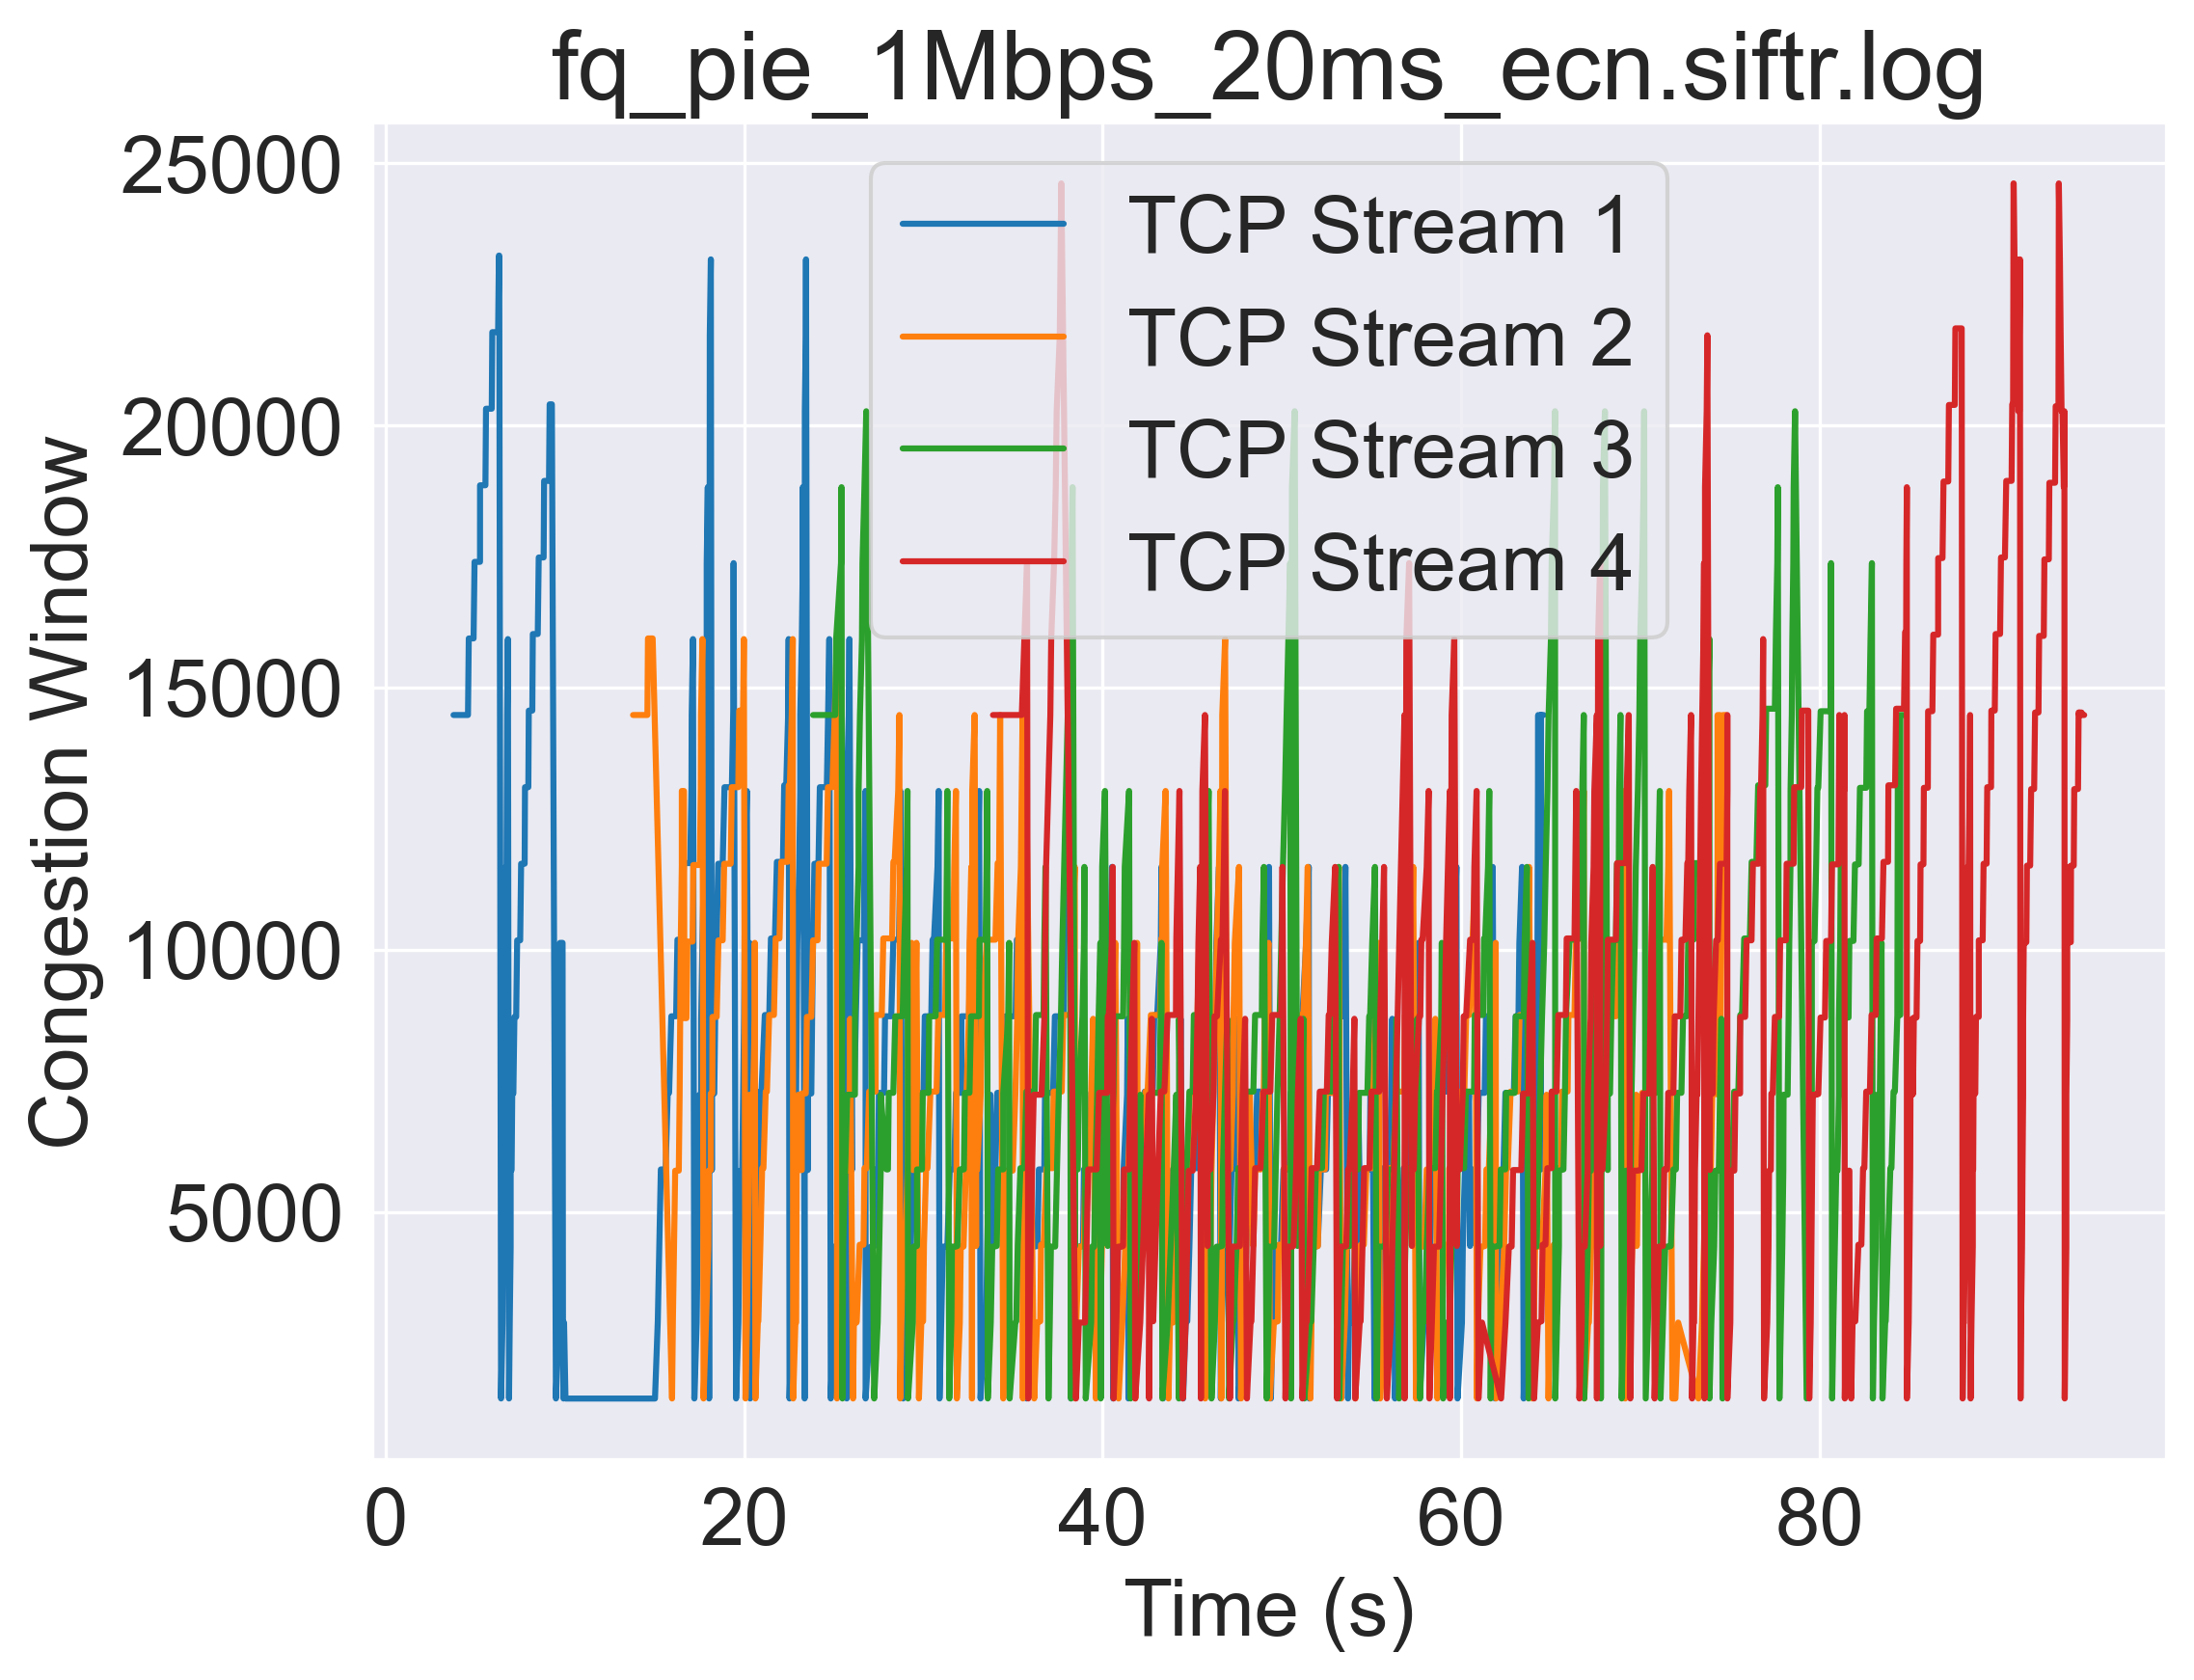 fq_pie_1Mbps_20ms_ecn.siftr.log
25000
20000
15000
10000
5000
Congestion Window
TCP Stream 1
TCP Stream 2
TCP Stream 3
TCP Stream 4
0 20 40 60 80
Time (s)